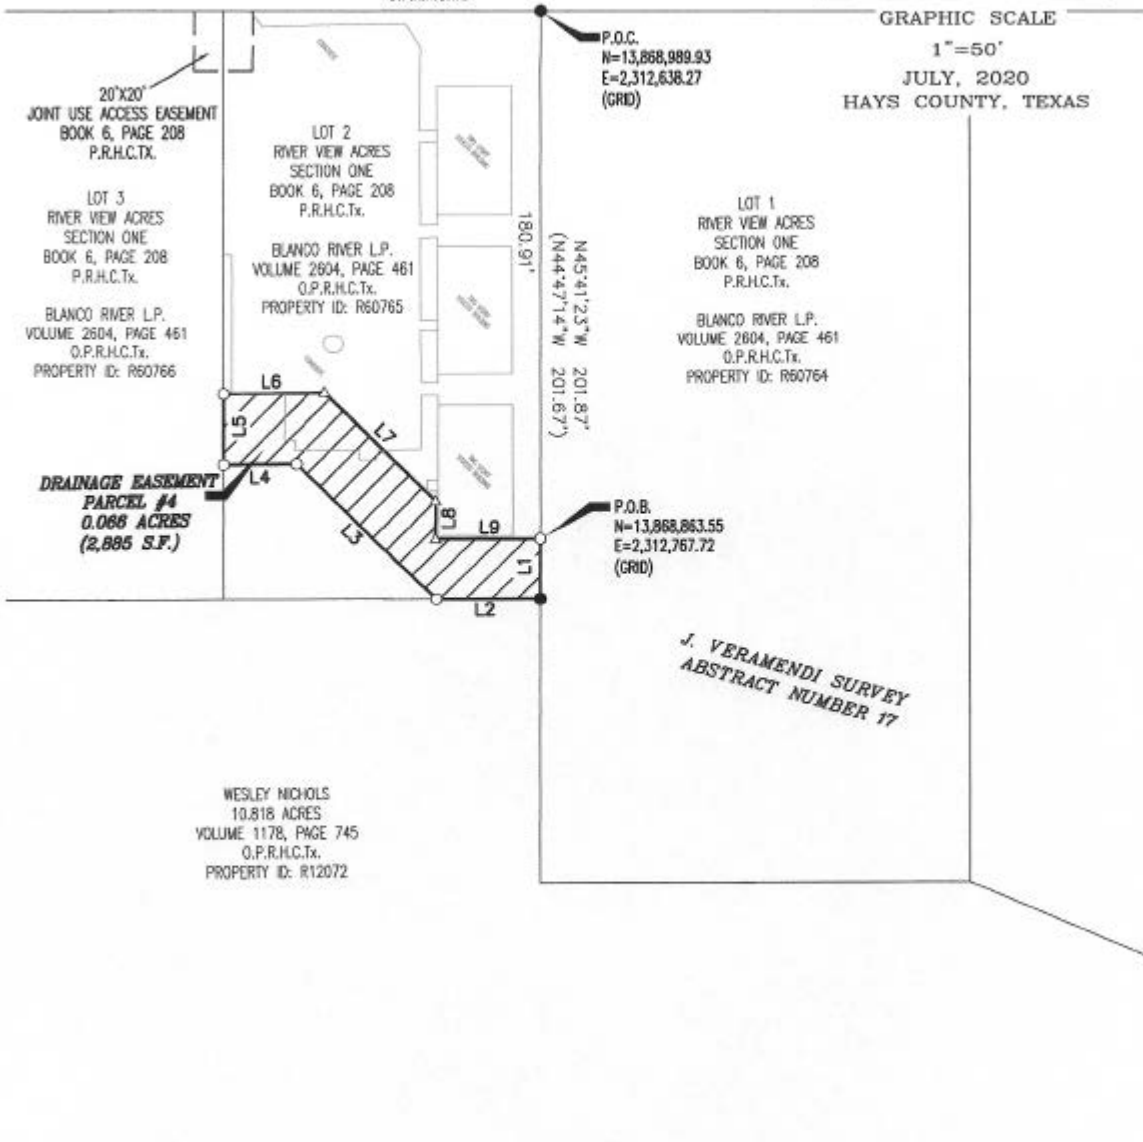 GRAPHIC SCALE
1"=50'
JULY, 2020
HAYS COUNTY, TEXAS
P.O.C.
N=13,868,989.93
E=2,312,638.27
(GRID)
20'X20'
JOINT USE ACCESS EASEMENT
BOOK 6, PAGE 208
P.R.H.C.TX.
LOT 2
RIVER VIEW ACRES
SECTION ONE
BOOK 6, PAGE 208
P.R.H.C.Tx.
BLANCO RIVER L.P.
VOLUME 2604, PAGE 461
O.P.R.H.C.Tx.
PROPERTY ID: R60765
LOT 3
RIVER VIEW ACRES
SECTION ONE
BOOK 6, PAGE 208
P.R.H.C.Tx.
BLANCO RIVER L.P.
VOLUME 2604, PAGE 461
O.P.R.H.C.Tx.
PROPERTY ID: R60766
180.91'
N45°41'23"W 201.87'
(N44°47'14"W 201.67')
LOT 1
RIVER VIEW ACRES
SECTION ONE
BOOK 6, PAGE 208
P.R.H.C.Tx.
BLANCO RIVER L.P.
VOLUME 2604, PAGE 461
O.P.R.H.C.Tx.
PROPERTY ID: R60764
L6
L5
L7
L4
DRAINAGE EASEMENT
PARCEL #4
0.066 ACRES
(2,885 S.F.)
L3
L8
L9
L1
L2
P.O.B.
N=13,868,863.55
E=2,312,767.72
(GRID)
J. VERAMENDI SURVEY
ABSTRACT NUMBER 17
WESLEY NICHOLS
10.818 ACRES
VOLUME 1178, PAGE 745
O.P.R.H.C.Tx.
PROPERTY ID: R12072